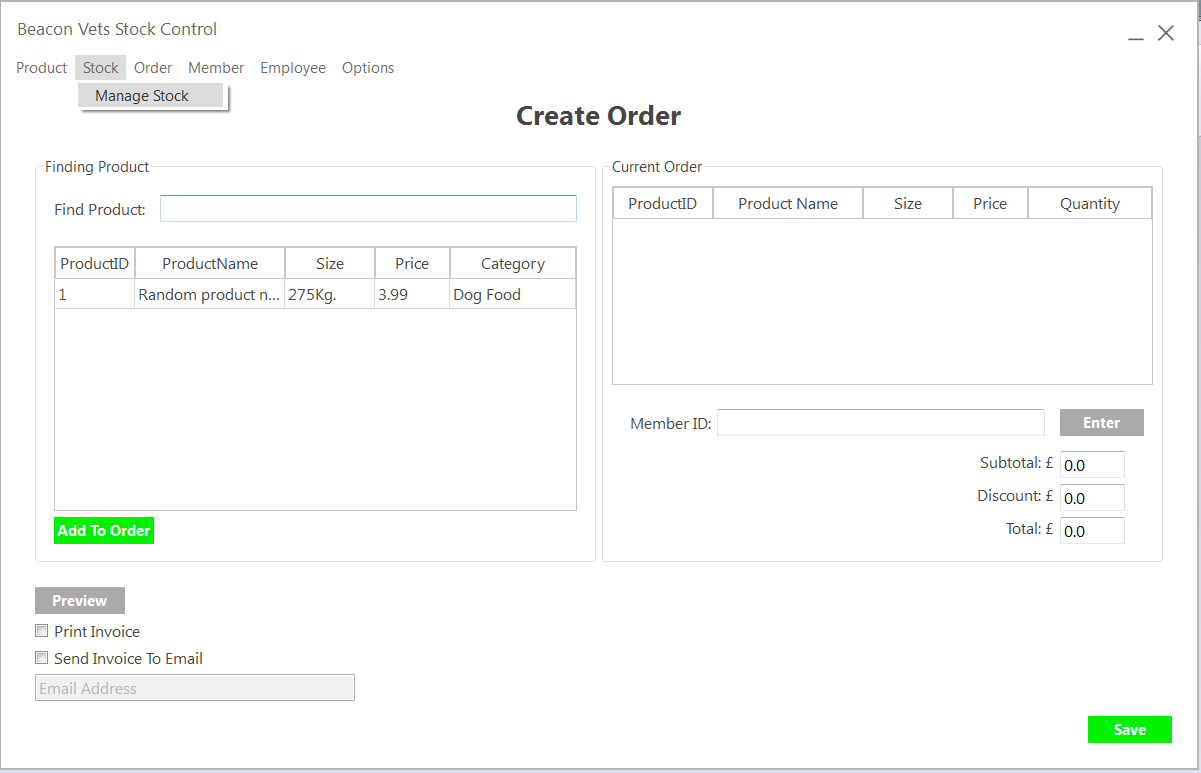 Beacon Vets Stock Control
Product Stock Order Member Employee Options
Manage Stock
Create Order
Finding Product
Find Product:
ProductID ProductName Size Price Category
1 Random product n... 275Kg. 3.99 Dog Food
Add To Order
Current Order
ProductID Product Name Size Price Quantity
Member ID: Enter
Subtotal: £ 0.0
Discount: £ 0.0
Total: £ 0.0
Preview
Print Invoice
Send Invoice To Email
Email Address
Save